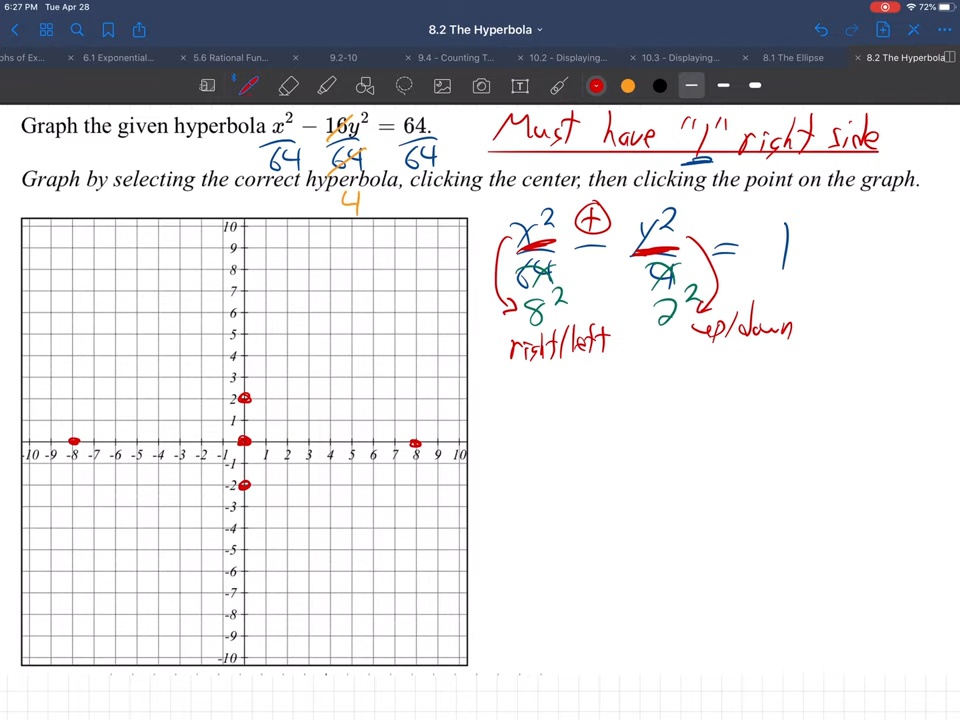 6:27 PM Tue Apr 28
72%
8.2 The Hyperbola
phs of Ex...
6.1 Exponential...
5.6 Rational Fun...
9.2-10
9.4 - Counting T...
10.2 - Displaying...
10.3 - Displaying...
8.1 The Ellipse
8.2 The Hyperbola
Graph the given hyperbola x² − 16y² = 64.
64 64 64
4
Must have "1" right side
Graph by selecting the correct hyperbola, clicking the center, then clicking the point on the graph.
x² + − y² = 1
64 4
8² 2²
right/left up/down
10
9
8
7
6
5
4
3
2
1
-10 -9 -8 -7 -6 -5 -4 -3 -2 -1 1 2 3 4 5 6 7 8 9 10
-1
-2
-3
-4
-5
-6
-7
-8
-9
-10